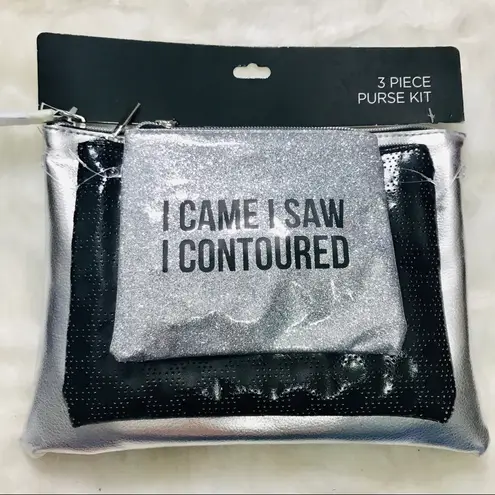 3 PIECE
PURSE KIT
I CAME I SAW
I CONTOURED